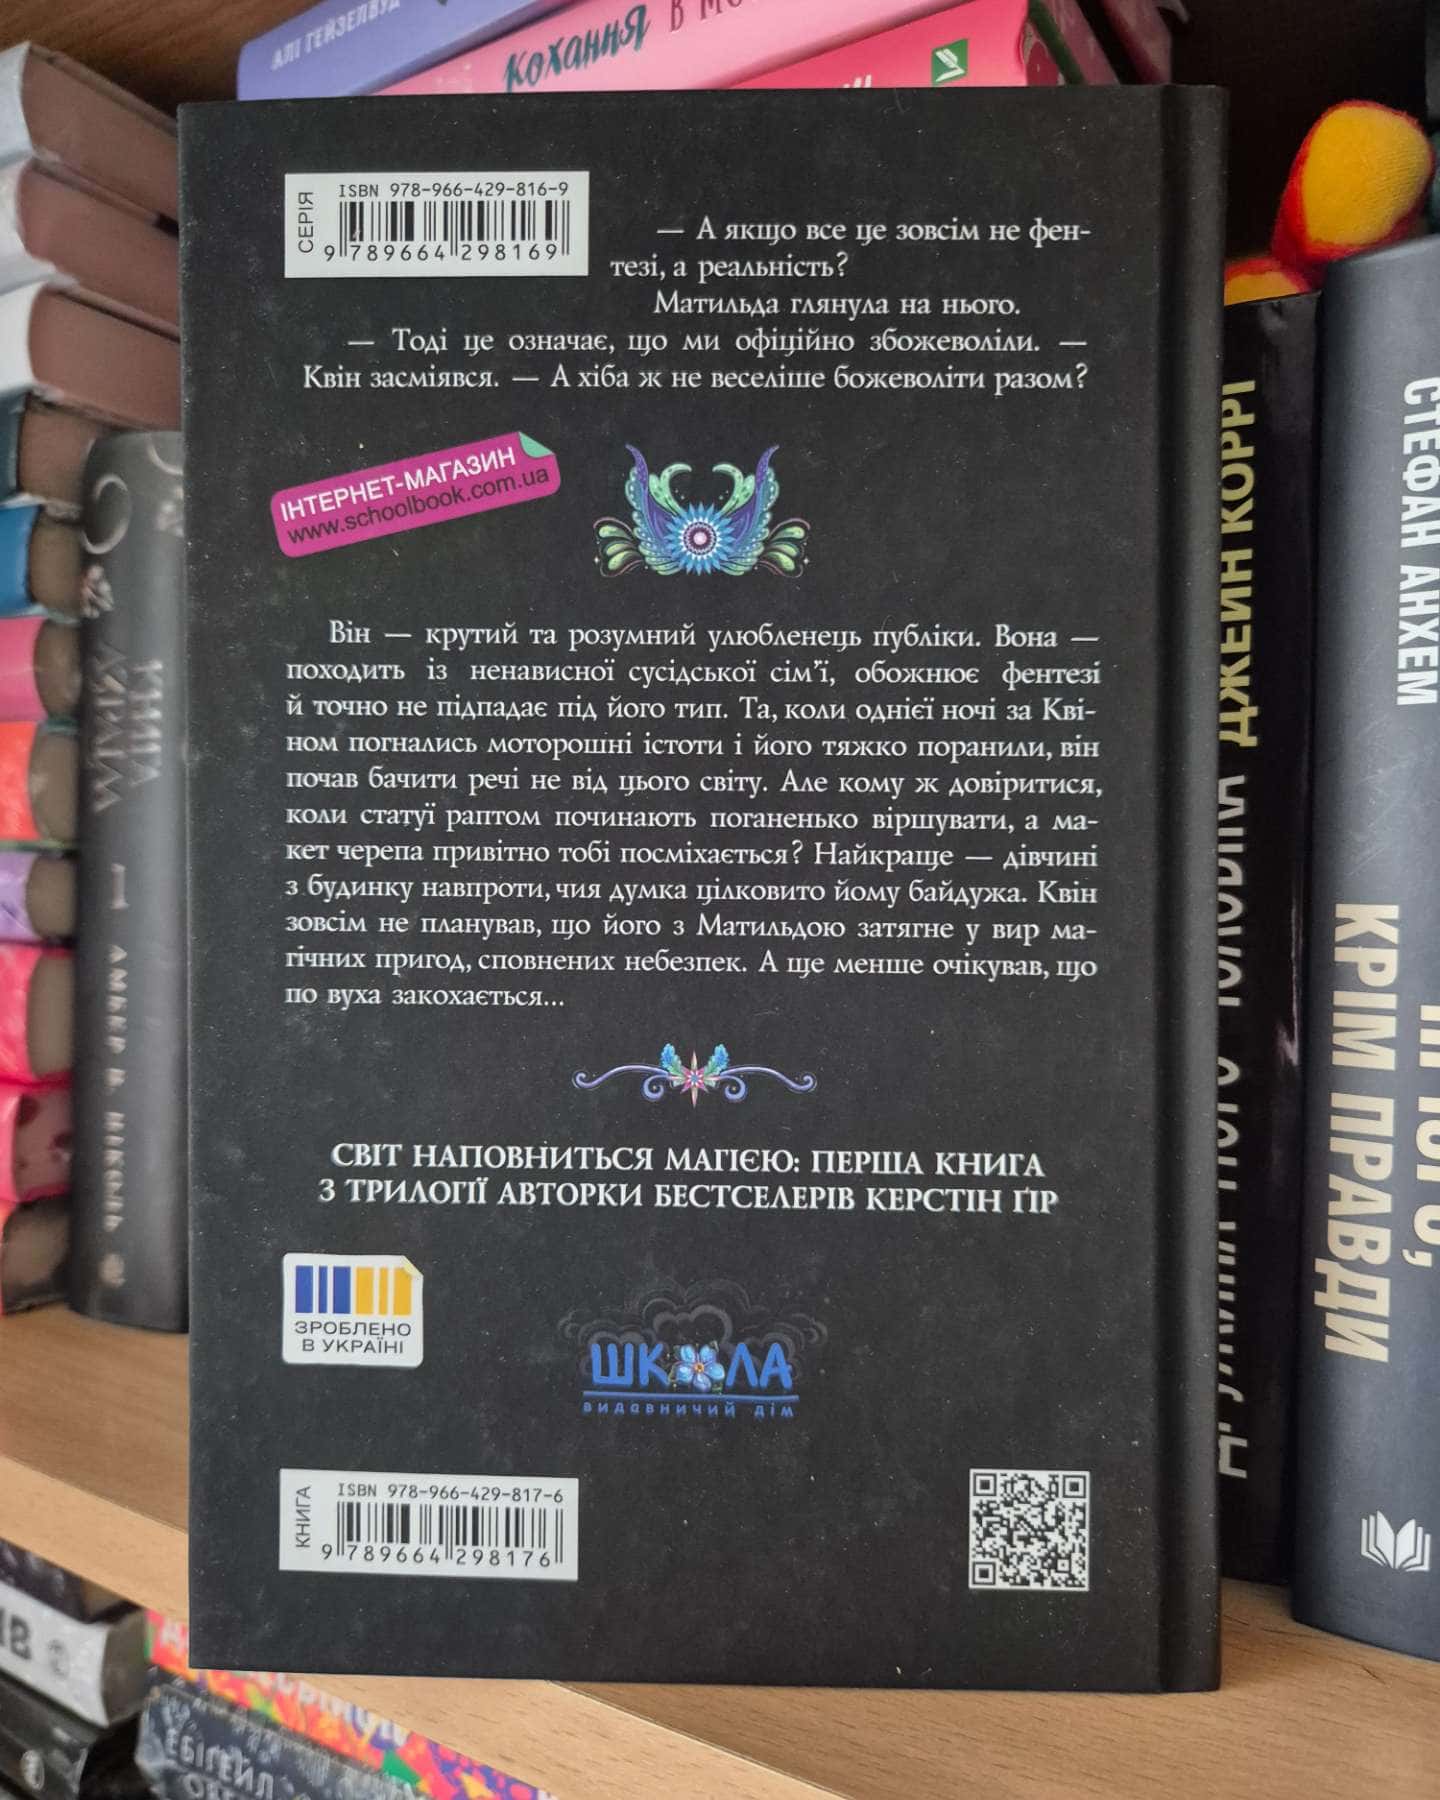 АЛІ ГЕЙЗЕЛВУД
Кохання в
СЕРІЯ
ISBN 978-966-429-816-9
9 789664 298169
— А якщо все це зовсім не фен-
тезі, а реальність?
Матильда глянула на нього.
— Тоді це означає, що ми офіційно збожеволіли. —
Квін засміявся. — А хіба ж не веселіше божеволіти разом?
ІНТЕРНЕТ-МАГАЗИН
www.schoolbook.com.ua
Він — крутий та розумний улюбленець публіки. Вона —
походить із ненависної сусідської сім’ї, обожнює фентезі
й точно не підпадає під його тип. Та, коли однієї ночі за Кві-
ном погнались моторошні істоти і його тяжко поранили, він
почав бачити речі не від цього світу. Але кому ж довіритися,
коли статуї раптом починають поганенько віршувати, а ма-
кет черепа привітно тобі посміхається? Найкраще — дівчині
з будинку навпроти, чия думка цілковито йому байдужа. Квін
зовсім не планував, що його з Матильдою затягне у вир ма-
гічних пригод, сповнених небезпек. А ще менше очікував, що
по вуха закохається...
СВІТ НАПОВНИТЬСЯ МАГІЄЮ: ПЕРША КНИГА
З ТРИЛОГІЇ АВТОРКИ БЕСТСЕЛЕРІВ КЕРСТІН ҐІР
ЗРОБЛЕНО
В УКРАЇНІ
ШКОЛА
видавничий дім
КНИГА
ISBN 978-966-429-817-6
9 789664 298176
КНИГА
АЗРАЕЛА
1
АМБЕР В. НІКОЛЬ
ДЖЕЙН КОРРІ
СТЕФАН АНХЕМ
КРІМ ПРАВДИ